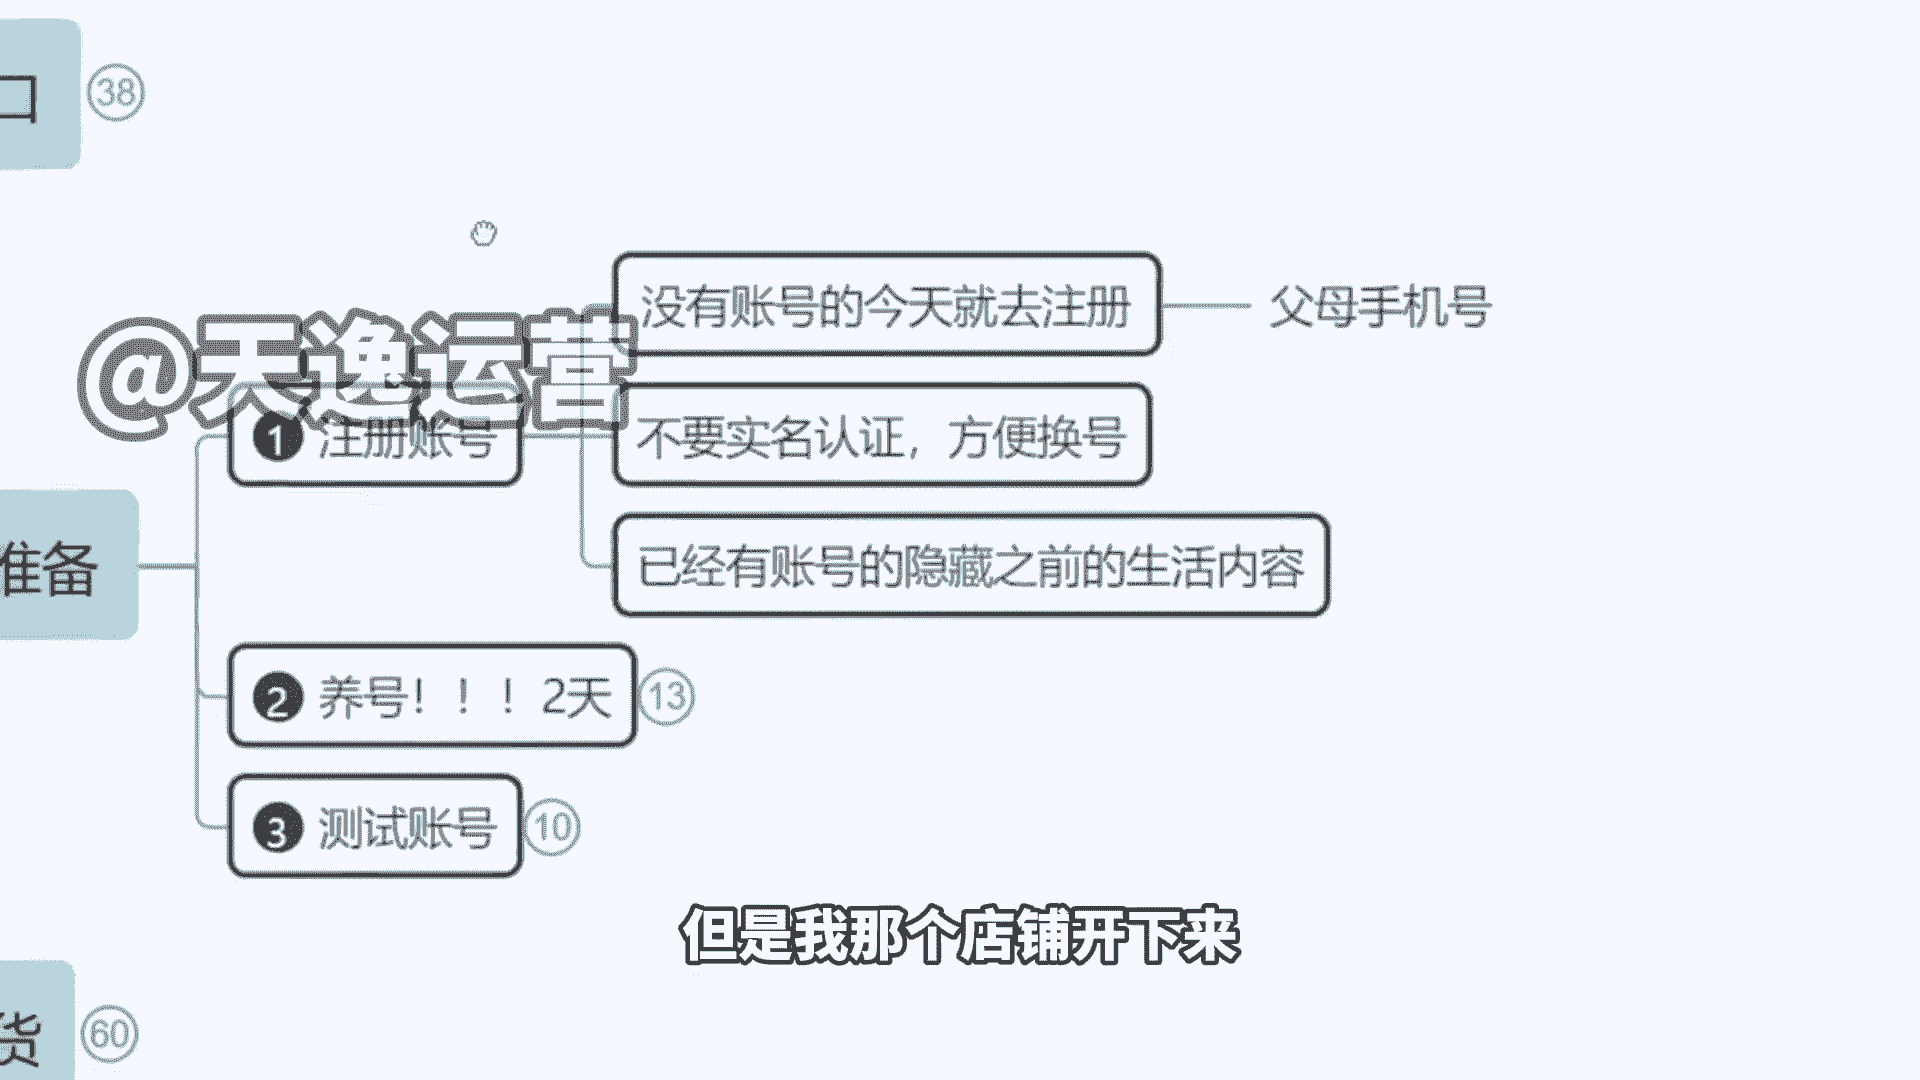 口 38
没有账号的今天就去注册 父母手机号
@天逸运营
1 注册账号
不要实名认证，方便换号
已经有账号的隐藏之前的生活内容
准备
2 养号！！！2天 13
3 测试账号 10
但是我那个店铺开下来
货 60